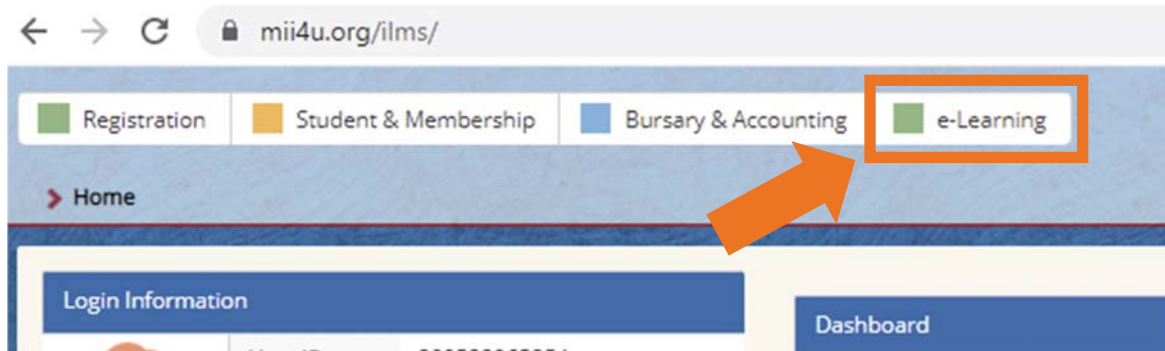 mii4u.org/ilms/
Registration Student & Membership Bursary & Accounting e-Learning
Home
Login Information
Dashboard